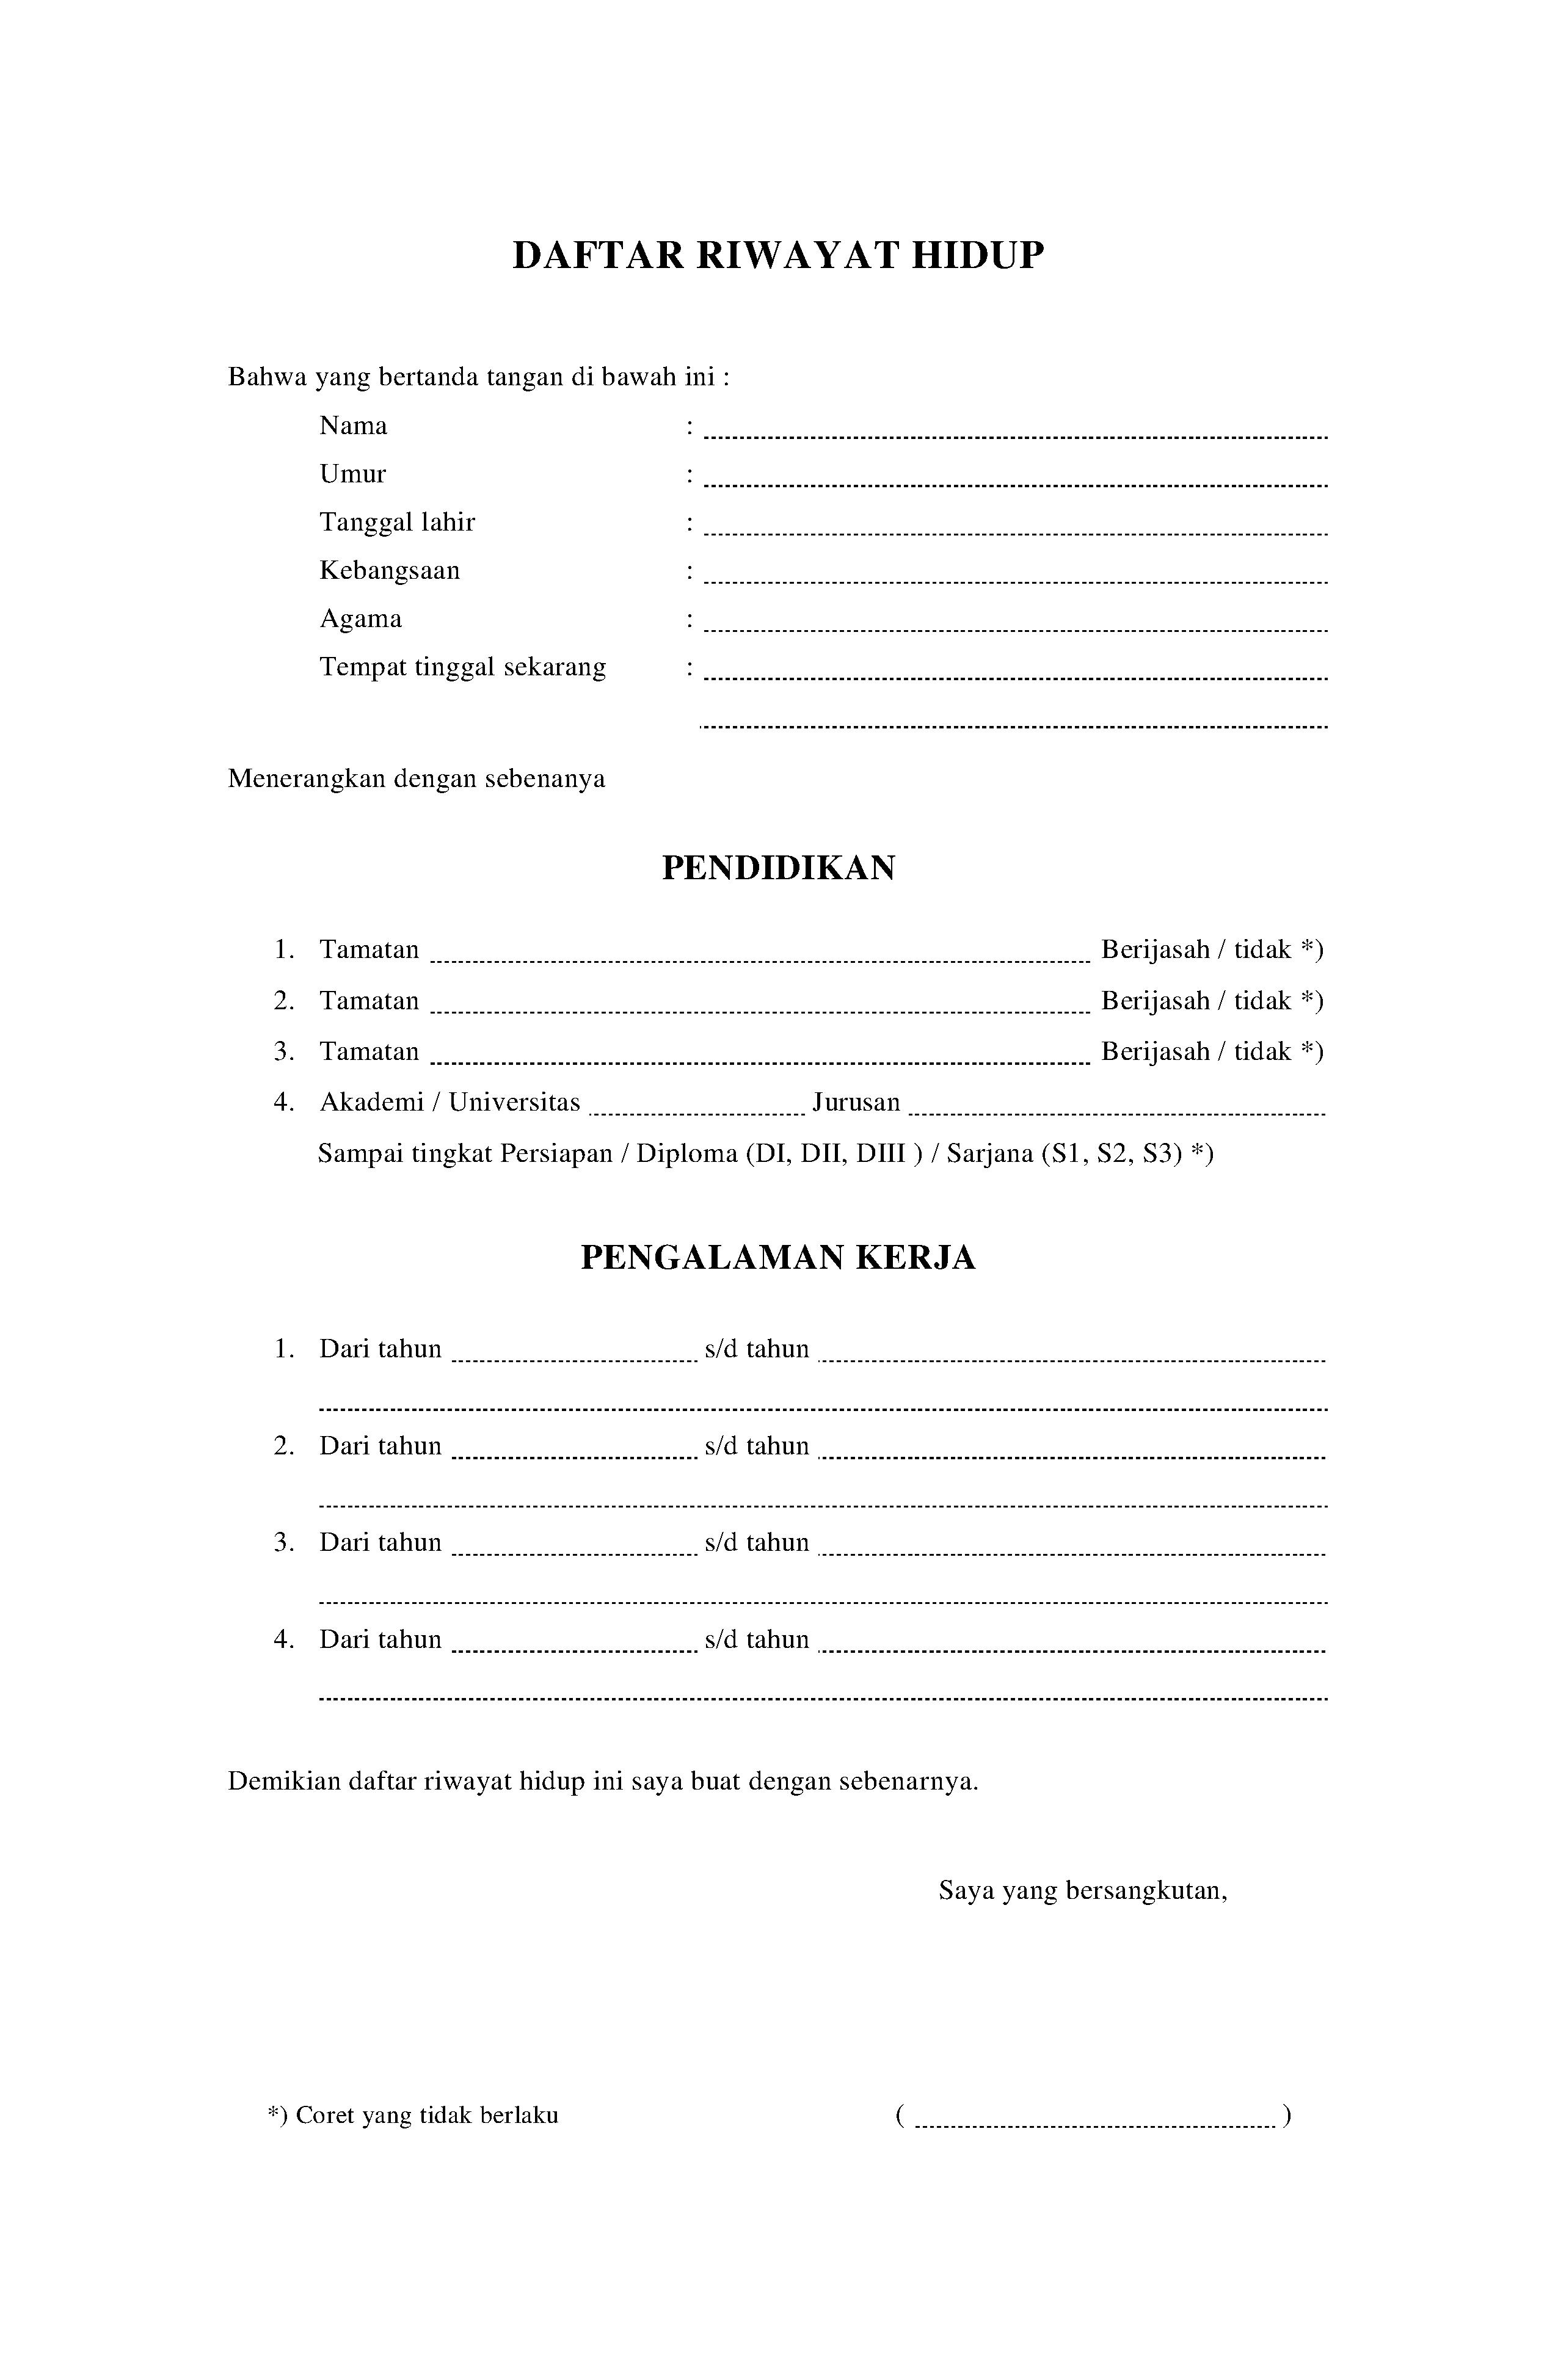 DAFTAR RIWAYAT HIDUP
Bahwa yang bertanda tangan di bawah ini :
Nama :
Umur :
Tanggal lahir :
Kebangsaan :
Agama :
Tempat tinggal sekarang :
Menerangkan dengan sebenanya
PENDIDIKAN
1. Tamatan Berijasah / tidak *)
2. Tamatan Berijasah / tidak *)
3. Tamatan Berijasah / tidak *)
4. Akademi / Universitas Jurusan
Sampai tingkat Persiapan / Diploma (DI, DII, DIII ) / Sarjana (S1, S2, S3) *)
PENGALAMAN KERJA
1. Dari tahun s/d tahun
2. Dari tahun s/d tahun
3. Dari tahun s/d tahun
4. Dari tahun s/d tahun
Demikian daftar riwayat hidup ini saya buat dengan sebenarnya.
Saya yang bersangkutan,
*) Coret yang tidak berlaku ( )